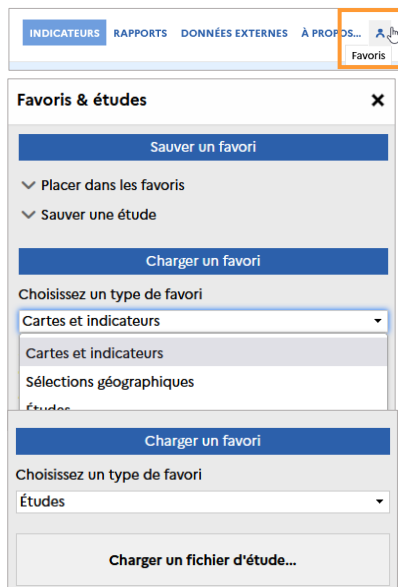 INDICATEURS RAPPORTS DONNÉES EXTERNES À PROPOS...
Favoris
Favoris & études
Sauver un favori
Placer dans les favoris
Sauver une étude
Charger un favori
Choisissez un type de favori
Cartes et indicateurs
Cartes et indicateurs
Sélections géographiques
Études
Charger un favori
Choisissez un type de favori
Études
Charger un fichier d'étude...